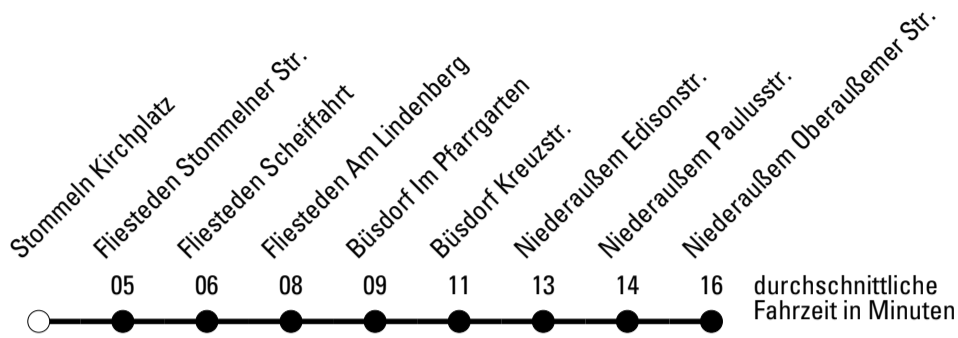 Stommeln Kirchplatz
Fliesteden Stommelner Str.
Fliesteden Scheiffahrt
Fliesteden Am Lindenberg
Büsdorf Im Pfarrgarten
Büsdorf Kreuzstr.
Niederaußem Edisonstr.
Niederaußem Paulusstr.
Niederaußem Oberaußemer Str.
05 06 08 09 11 13 14 16
durchschnittliche
Fahrzeit in Minuten